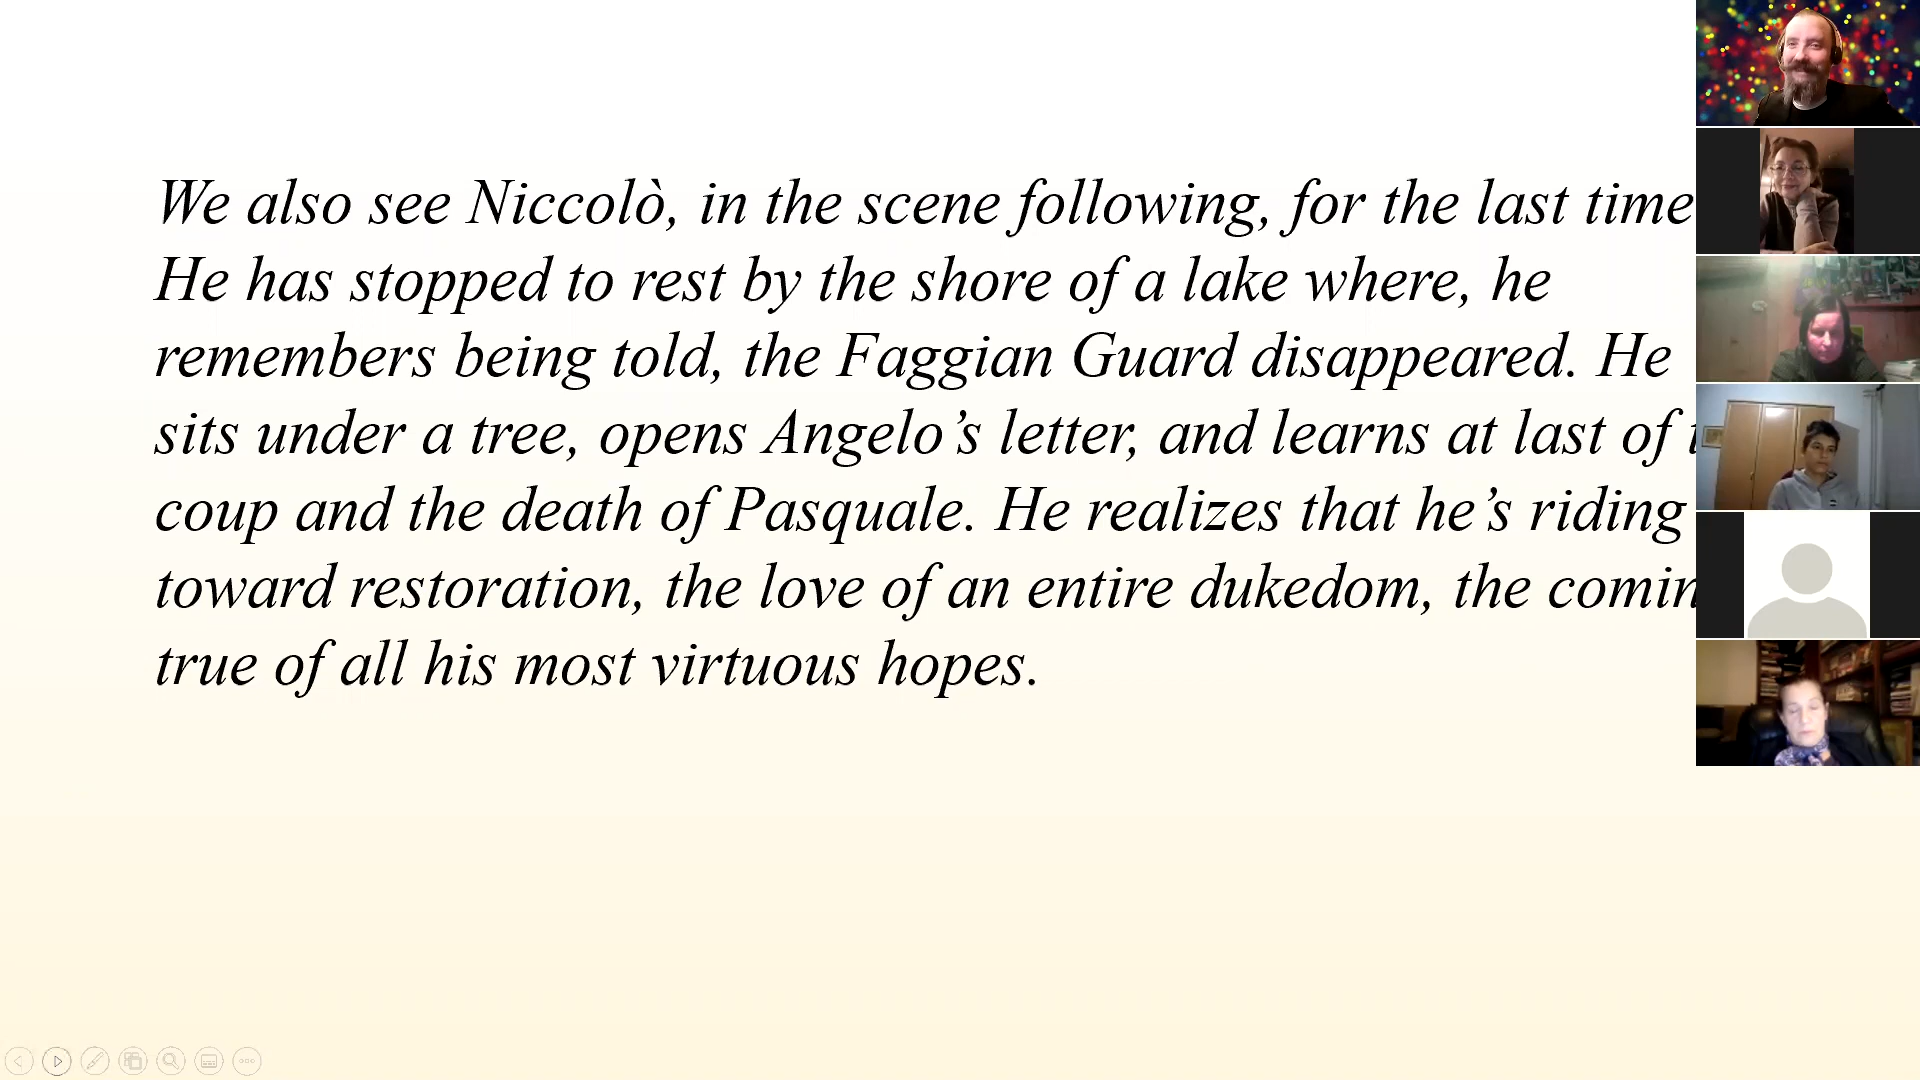 We also see Niccolò, in the scene following, for the last time
He has stopped to rest by the shore of a lake where, he
remembers being told, the Faggian Guard disappeared. He
sits under a tree, opens Angelo’s letter, and learns at last of
coup and the death of Pasquale. He realizes that he’s riding
toward restoration, the love of an entire dukedom, the comin
true of all his most virtuous hopes.